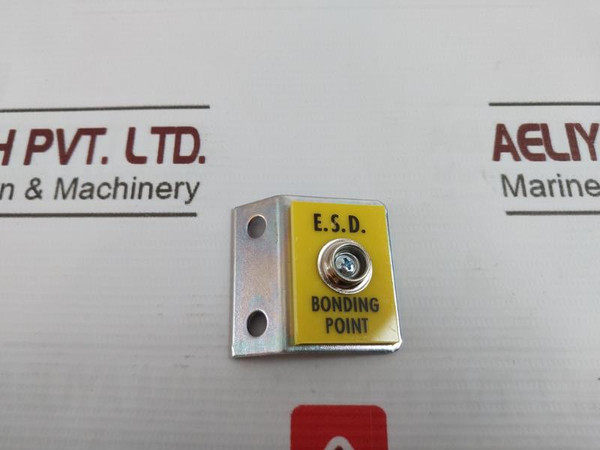 H PVT. LTD.
n & Machinery
AELIY
Marine
E.S.D.
BONDING
POINT